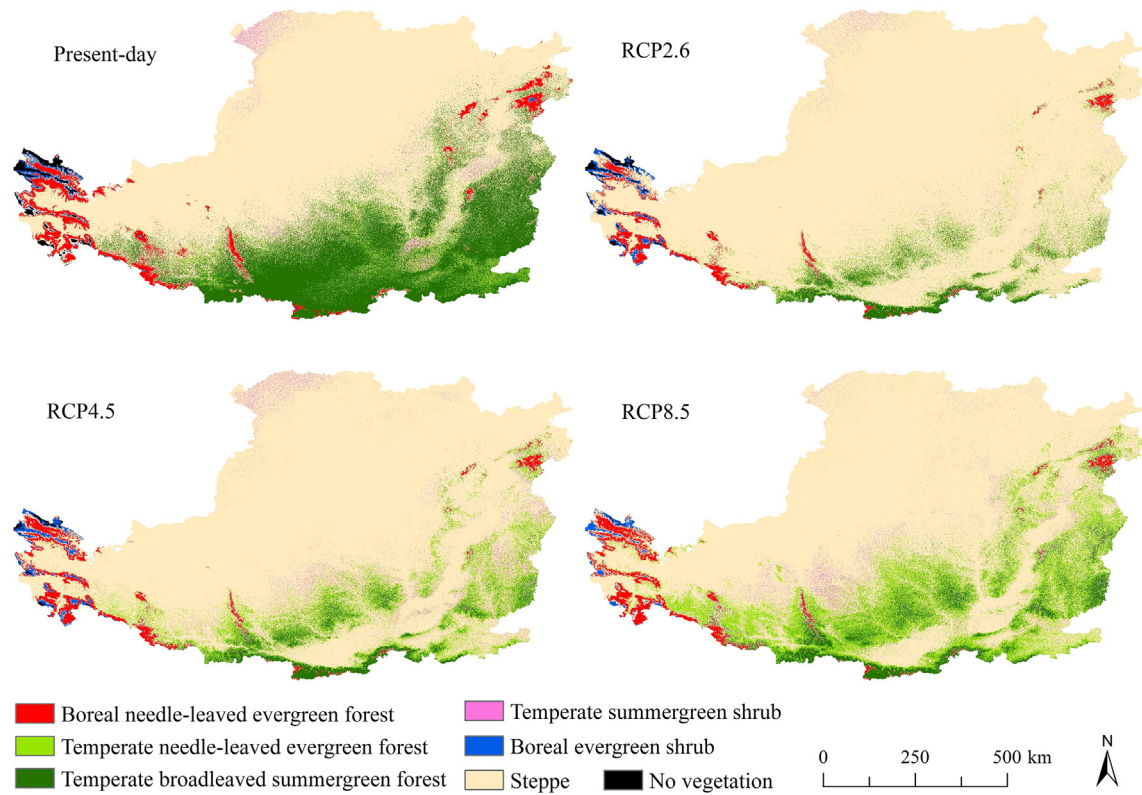 Present-day
RCP2.6
RCP4.5
RCP8.5
Boreal needle-leaved evergreen forest
Temperate summergreen shrub
Temperate needle-leaved evergreen forest
Boreal evergreen shrub
Temperate broadleaved summergreen forest
Steppe
No vegetation
0 250 500 km
N